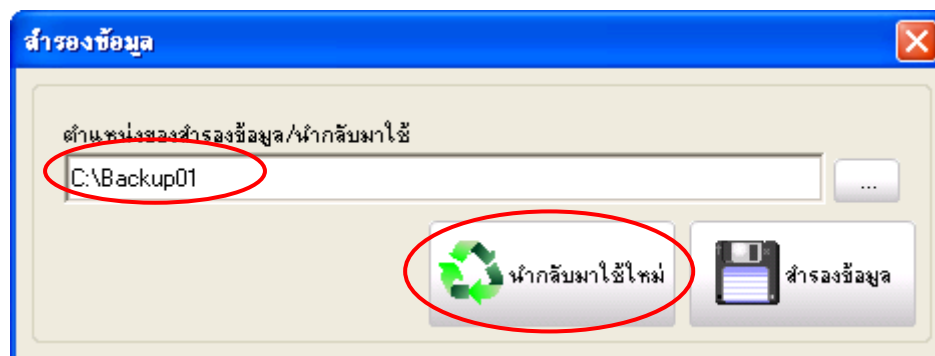 สำรองข้อมูล
ตำแหน่งของสำรองข้อมูล/นำกลับมาใช้
C:\Backup01
...
นำกลับมาใช้ใหม่
สำรองข้อมูล